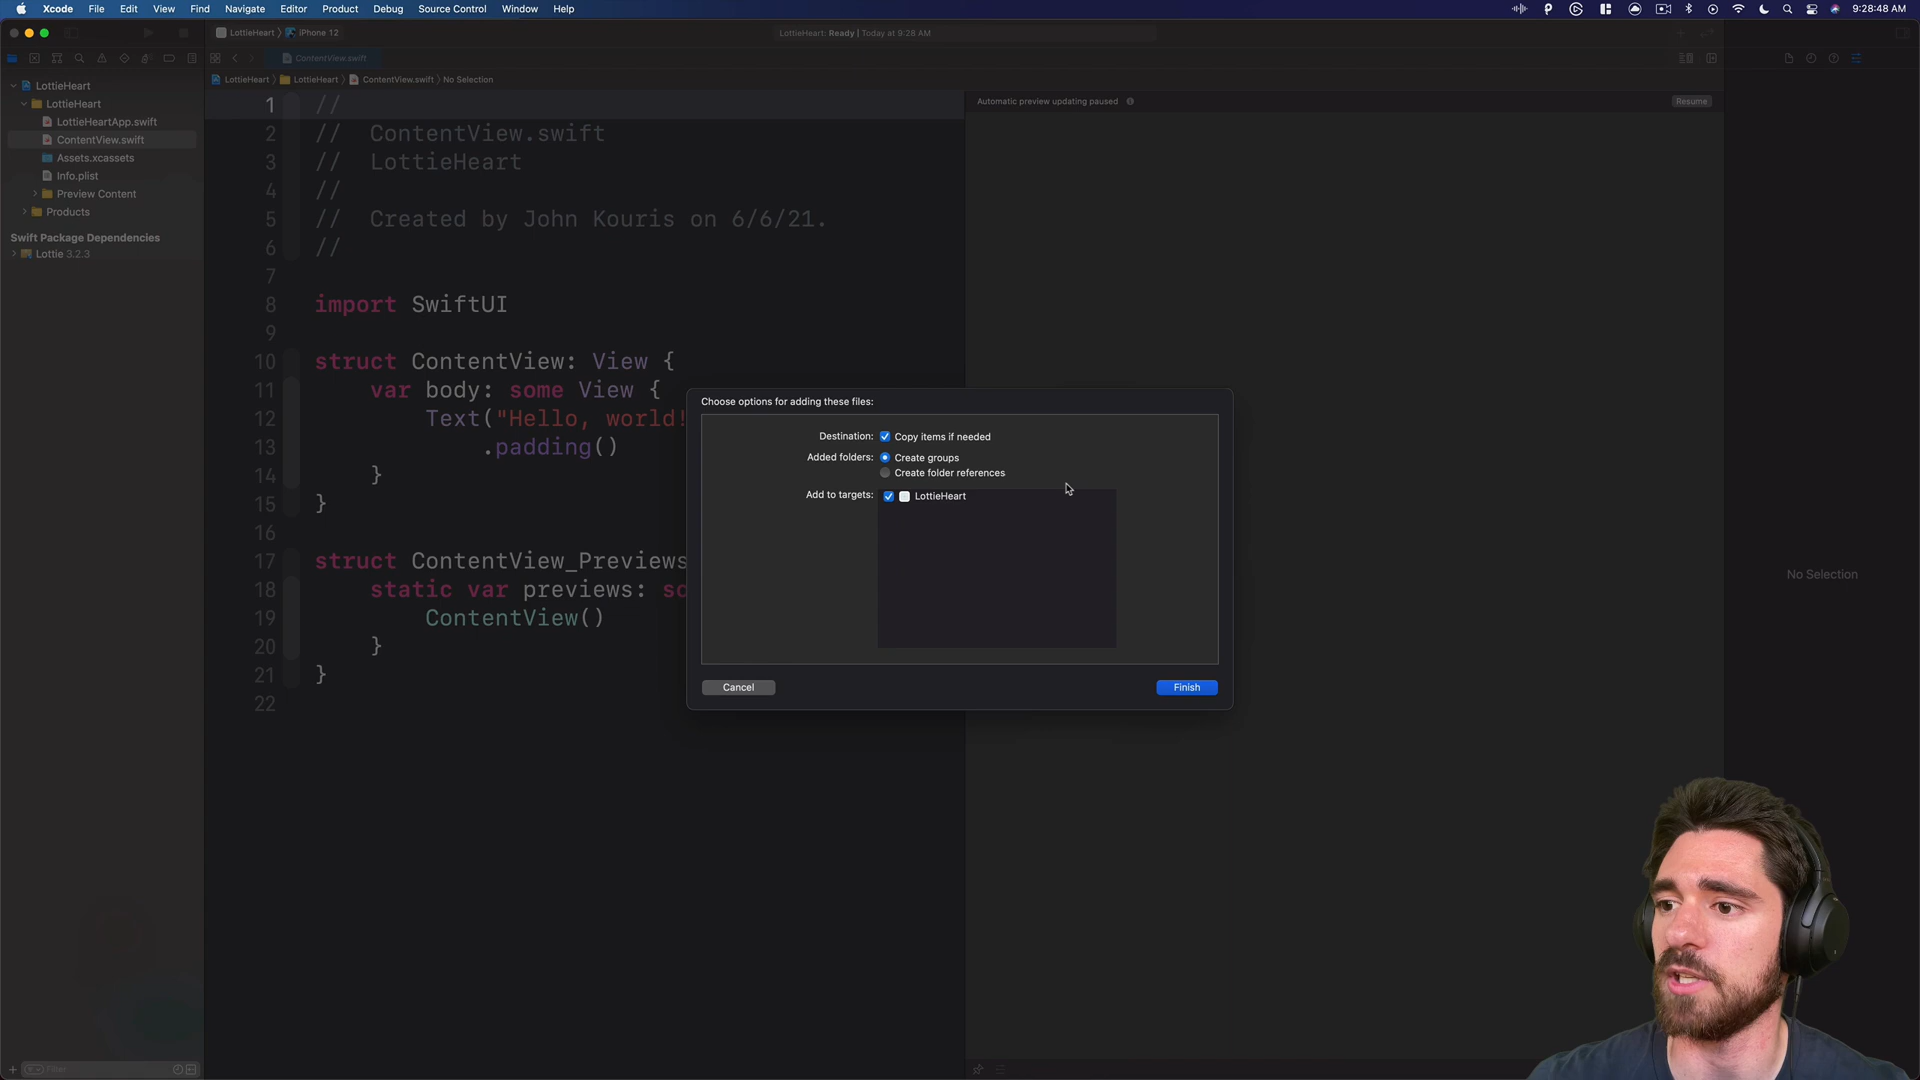 Xcode File Edit View Find Navigate Editor Product Debug Source Control Window Help 9:28:48 AM
LottieHeart iPhone 12 LottieHeart: Ready | Today at 9:28 AM
ContentView.swift
LottieHeart LottieHeart ContentView.swift No Selection
LottieHeart
LottieHeart
LottieHeartApp.swift
ContentView.swift
Assets.xcassets
Info.plist
Preview Content
Products
Swift Package Dependencies
Lottie 3.2.3
Filter
1 //
2 // ContentView.swift
3 // LottieHeart
4 //
5 // Created by John Kouris on 6/6/21.
6 //
7
8 import SwiftUI
9
10 struct ContentView: View {
11 var body: some View {
12 Text("Hello, world!
13 .padding()
14 }
15 }
16
17 struct ContentView_Previews
18 static var previews: so
19 ContentView()
20 }
21 }
22
Automatic preview updating paused Resume
Choose options for adding these files:
Destination: Copy items if needed
Added folders: Create groups
Create folder references
Add to targets: LottieHeart
Cancel Finish
No Selection